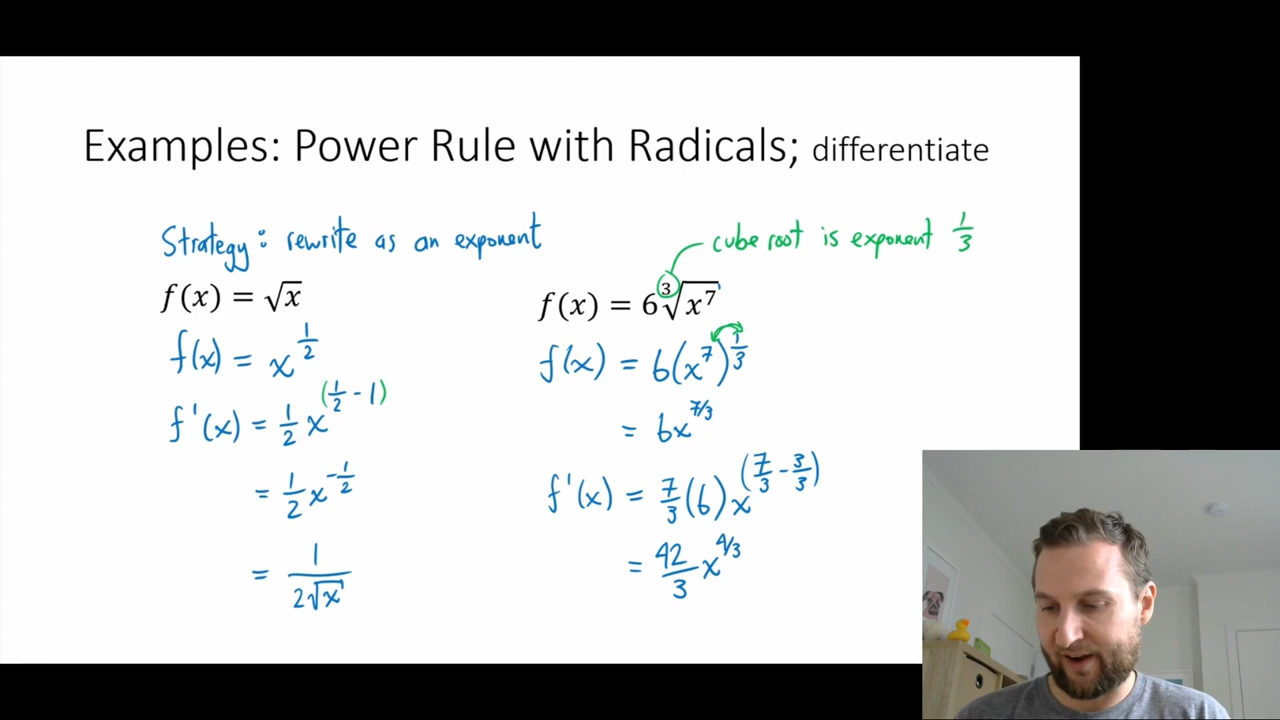 Examples: Power Rule with Radicals; differentiate
Strategy: rewrite as an exponent
f(x) = √x
f(x) = x^{1/2}
f'(x) = 1/2 x^{(1/2 - 1)}
= 1/2 x^{-1/2}
= 1/(2√x)
cube root is exponent 1/3
f(x) = 6∛x⁷
f(x) = 6(x⁷)^{1/3}
= 6x^{7/3}
f'(x) = 7/3 (6) x^{(7/3 - 3/3)}
= 42/3 x^{4/3}